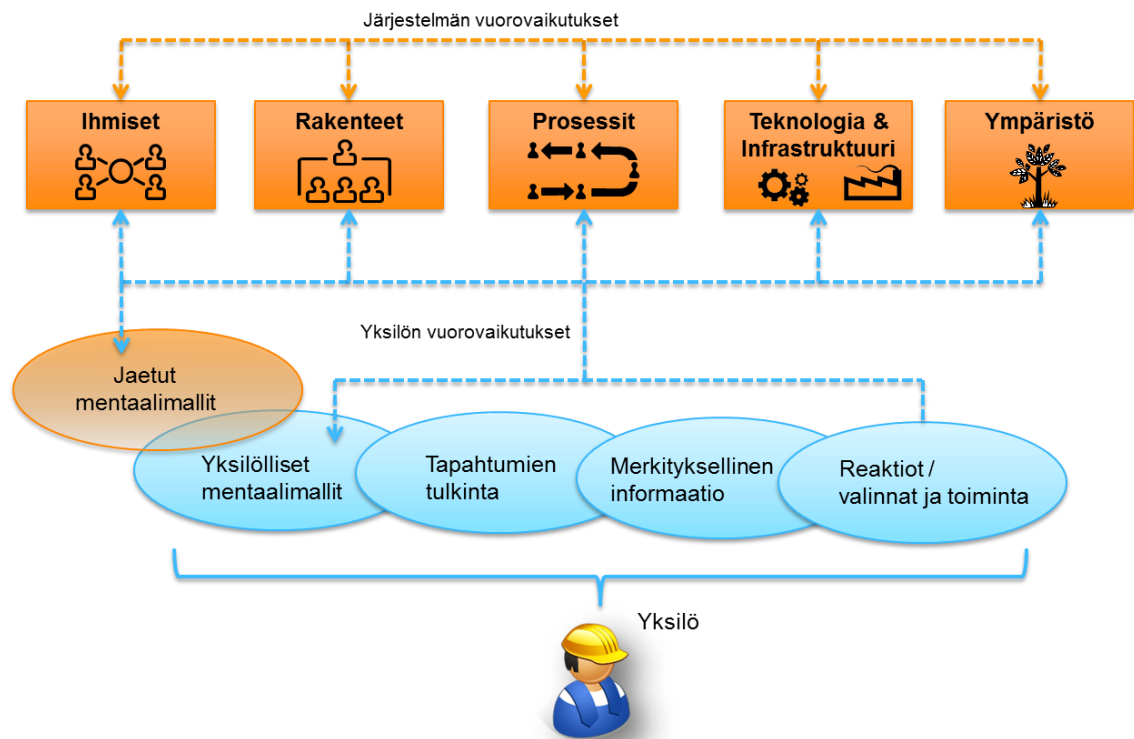 Järjestelmän vuorovaikutukset
Ihmiset
Rakenteet
Prosessit
Teknologia &
Infrastruktuuri
Ympäristö
Yksilön vuorovaikutukset
Jaetut
mentaalimallit
Yksilölliset
mentaalimallit
Tapahtumien
tulkinta
Merkityksellinen
informaatio
Reaktiot /
valinnat ja toiminta
Yksilö